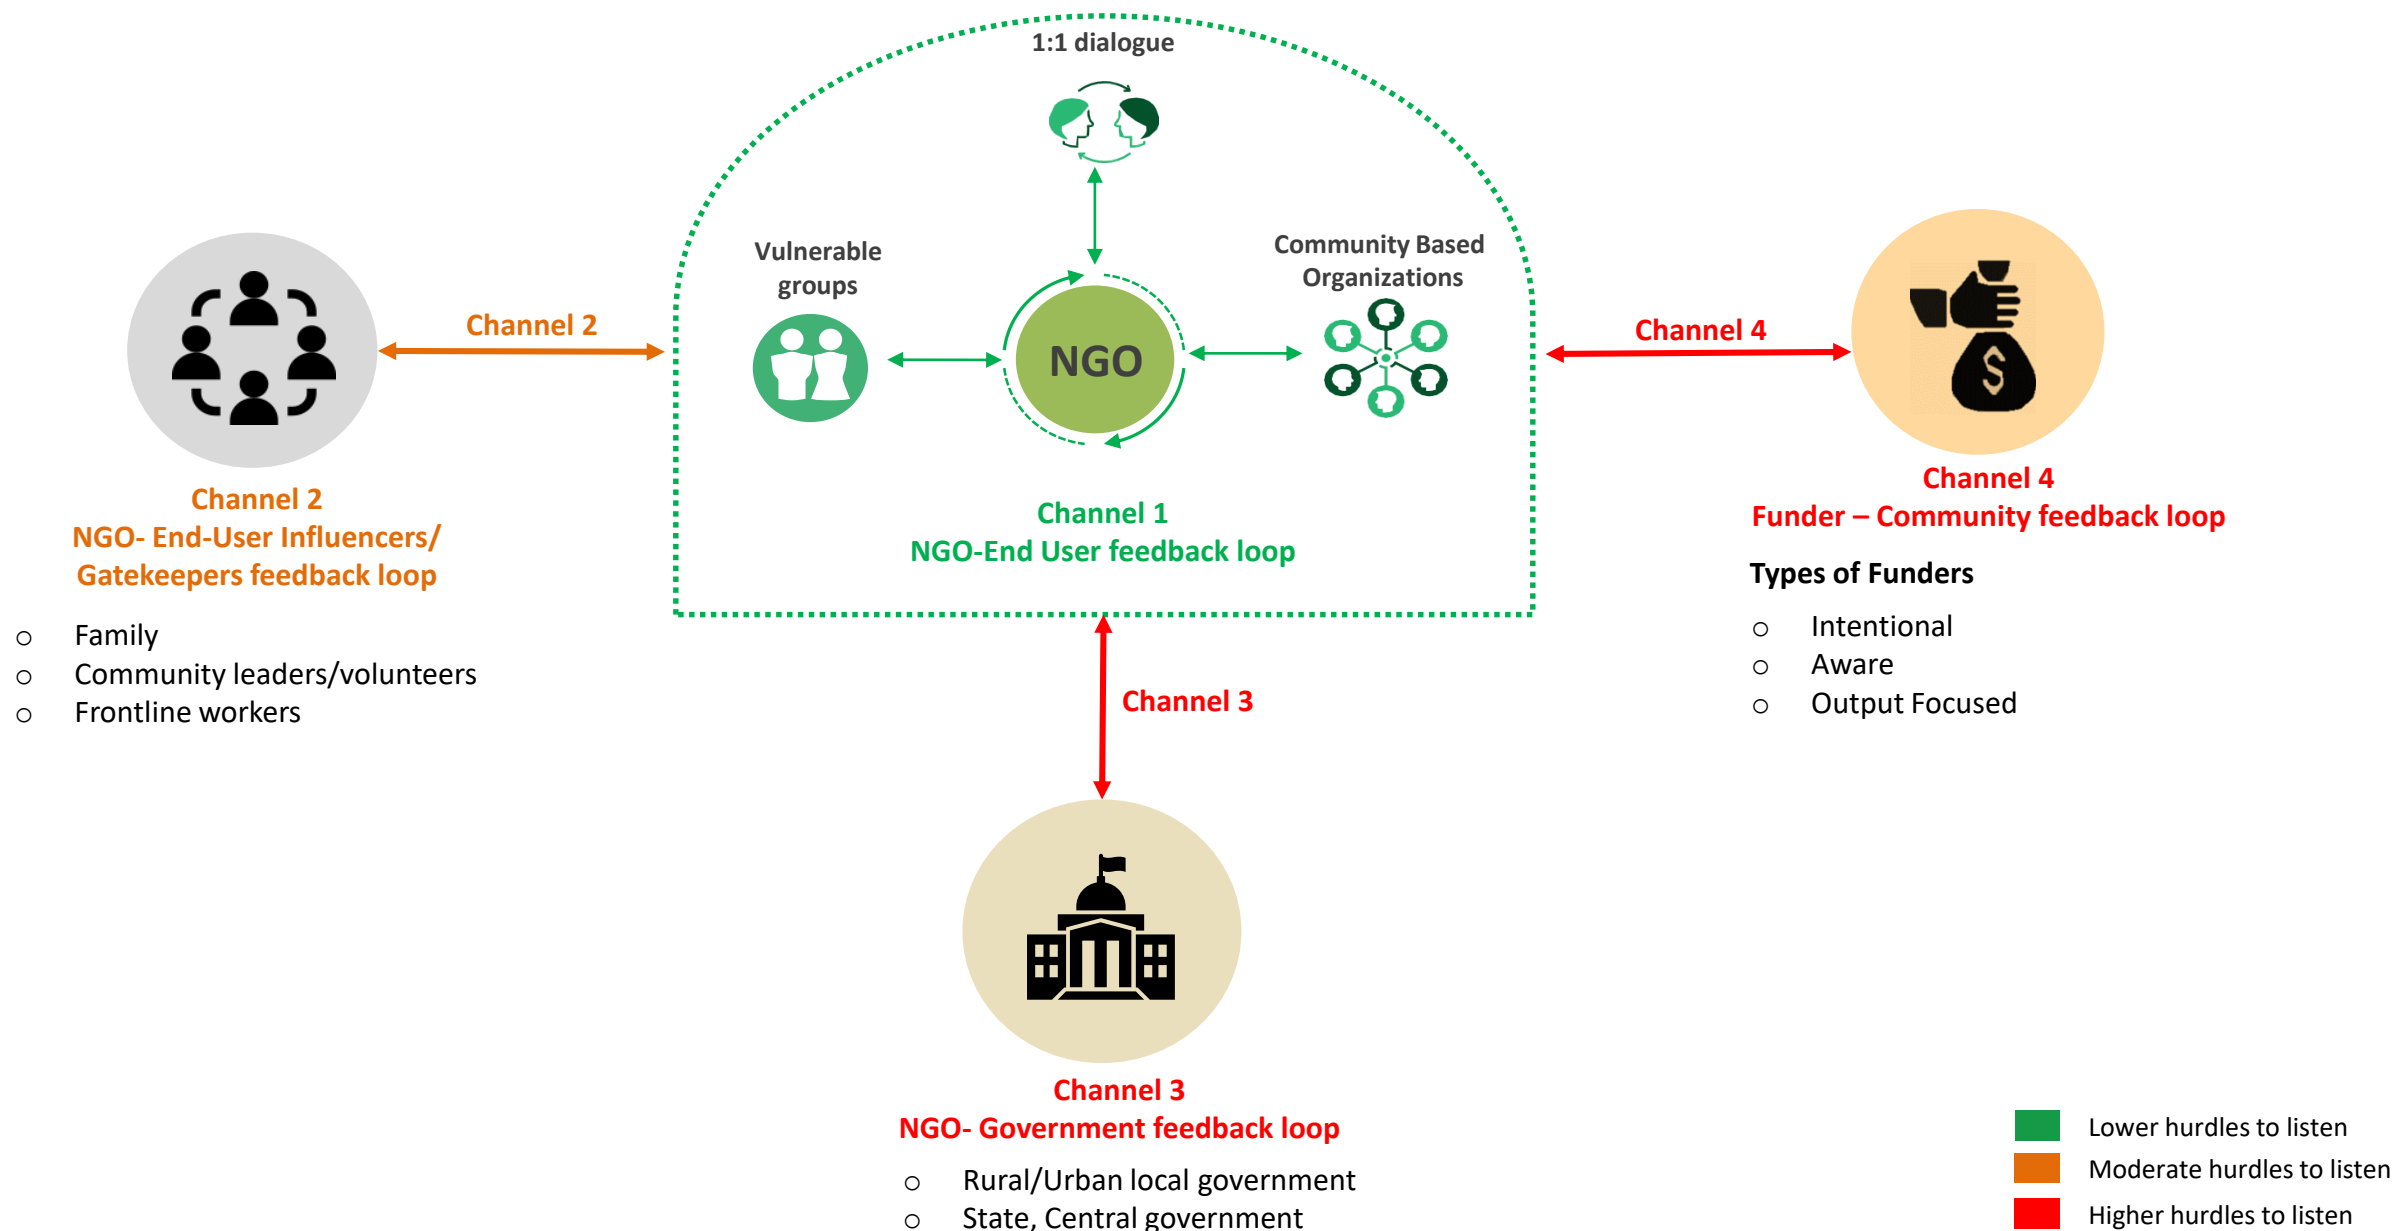 1:1 dialogue
Vulnerable
groups
Community Based
Organizations
NGO
Channel 1
NGO-End User feedback loop
Channel 2
Channel 2
NGO- End-User Influencers/
Gatekeepers feedback loop
o Family
o Community leaders/volunteers
o Frontline workers
Channel 4
$
Channel 4
Funder – Community feedback loop
Types of Funders
o Intentional
o Aware
o Output Focused
Channel 3
Channel 3
NGO- Government feedback loop
o Rural/Urban local government
o State, Central government
Lower hurdles to listen
Moderate hurdles to listen
Higher hurdles to listen